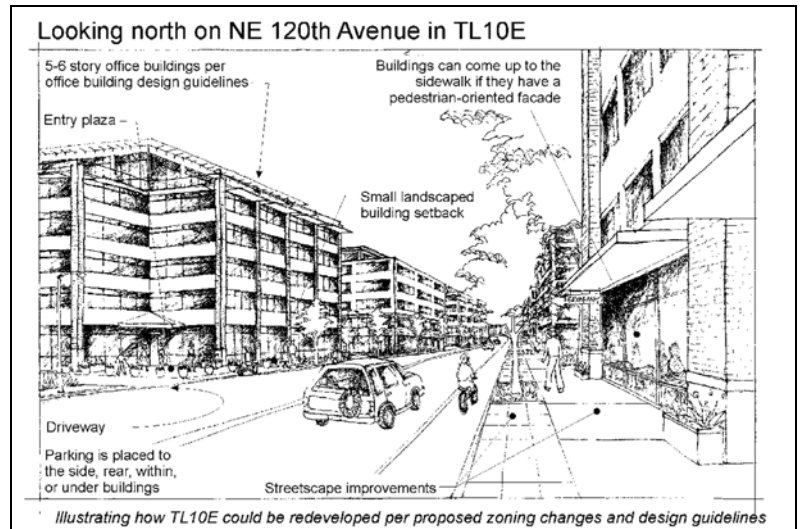 Looking north on NE 120th Avenue in TL10E
5-6 story office buildings per
office building design guidelines
Buildings can come up to the
sidewalk if they have a
pedestrian-oriented facade
Entry plaza
Small landscaped
building setback
Driveway
Parking is placed to
the side, rear, within,
or under buildings
Streetscape improvements
Illustrating how TL10E could be redeveloped per proposed zoning changes and design guidelines